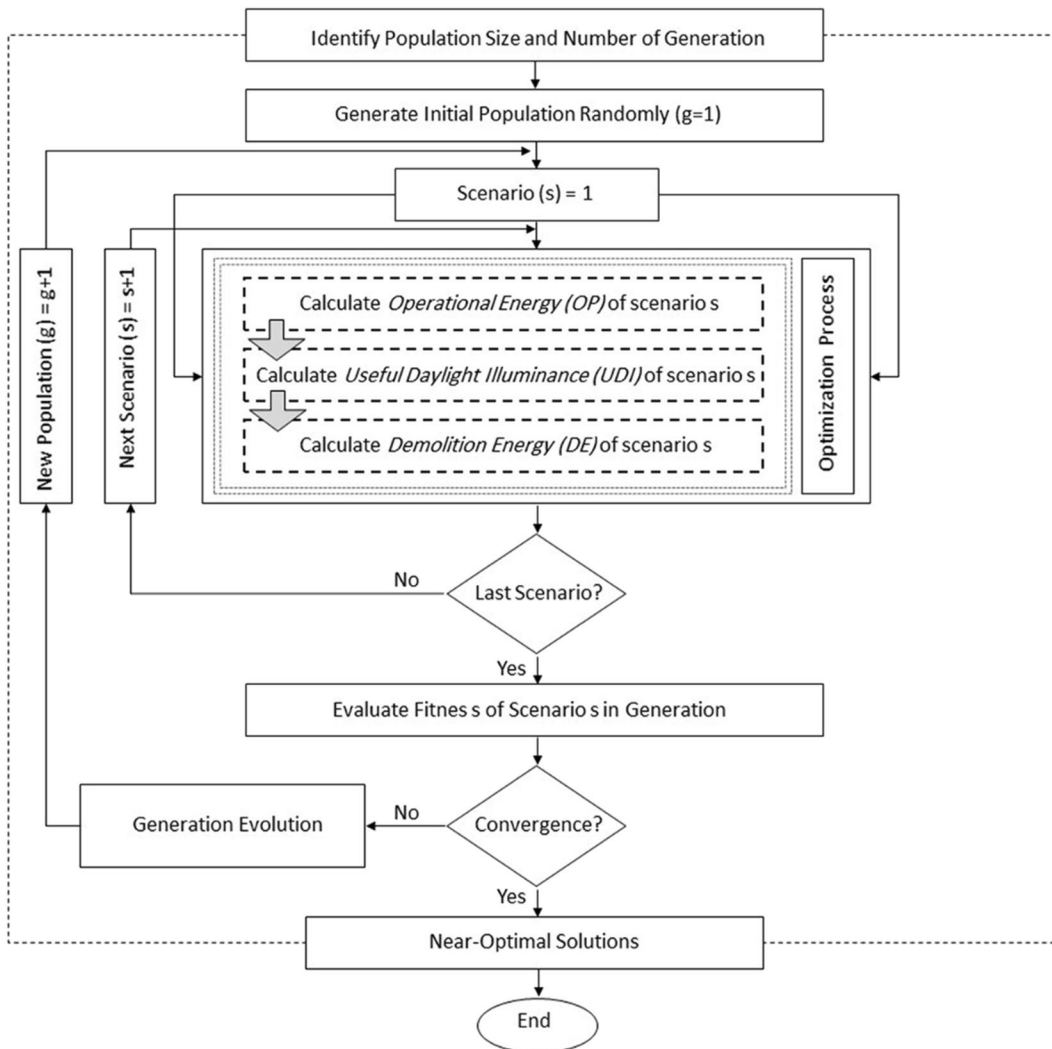 Identify Population Size and Number of Generation
Generate Initial Population Randomly (g=1)
Scenario (s) = 1
New Population (g) = g+1
Next Scenario (s) = s+1
Calculate Operational Energy (OP) of scenario s
Calculate Useful Daylight Illuminance (UDI) of scenario s
Calculate Demolition Energy (DE) of scenario s
Optimization Process
Last Scenario?
No
Yes
Evaluate Fitness of Scenarios in Generation
Convergence?
No
Generation Evolution
Yes
Near-Optimal Solutions
End